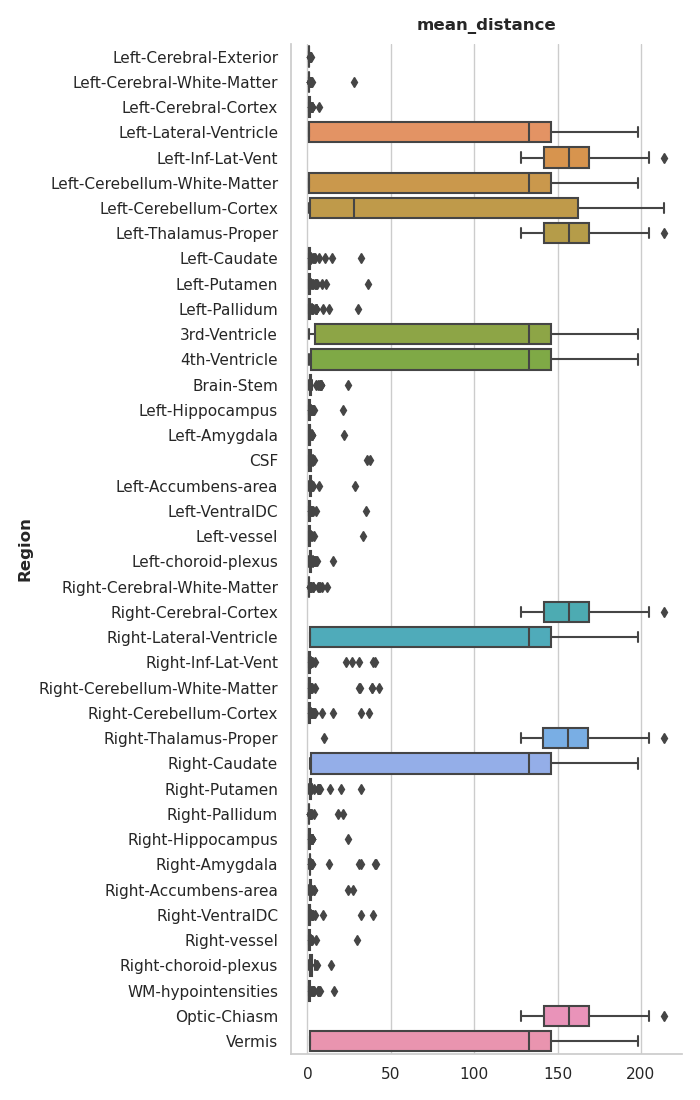 mean_distance
Left-Cerebral-Exterior
Left-Cerebral-White-Matter
Left-Cerebral-Cortex
Left-Lateral-Ventricle
Left-Inf-Lat-Vent
Left-Cerebellum-White-Matter
Left-Cerebellum-Cortex
Left-Thalamus-Proper
Left-Caudate
Left-Putamen
Left-Pallidum
3rd-Ventricle
4th-Ventricle
Brain-Stem
Left-Hippocampus
Left-Amygdala
CSF
Left-Accumbens-area
Left-VentralDC
Left-vessel
Left-choroid-plexus
Right-Cerebral-White-Matter
Right-Cerebral-Cortex
Right-Lateral-Ventricle
Right-Inf-Lat-Vent
Right-Cerebellum-White-Matter
Right-Cerebellum-Cortex
Right-Thalamus-Proper
Right-Caudate
Right-Putamen
Right-Pallidum
Right-Hippocampus
Right-Amygdala
Right-Accumbens-area
Right-VentralDC
Right-vessel
Right-choroid-plexus
WM-hypointensities
Optic-Chiasm
Vermis
Region
0 50 100 150 200